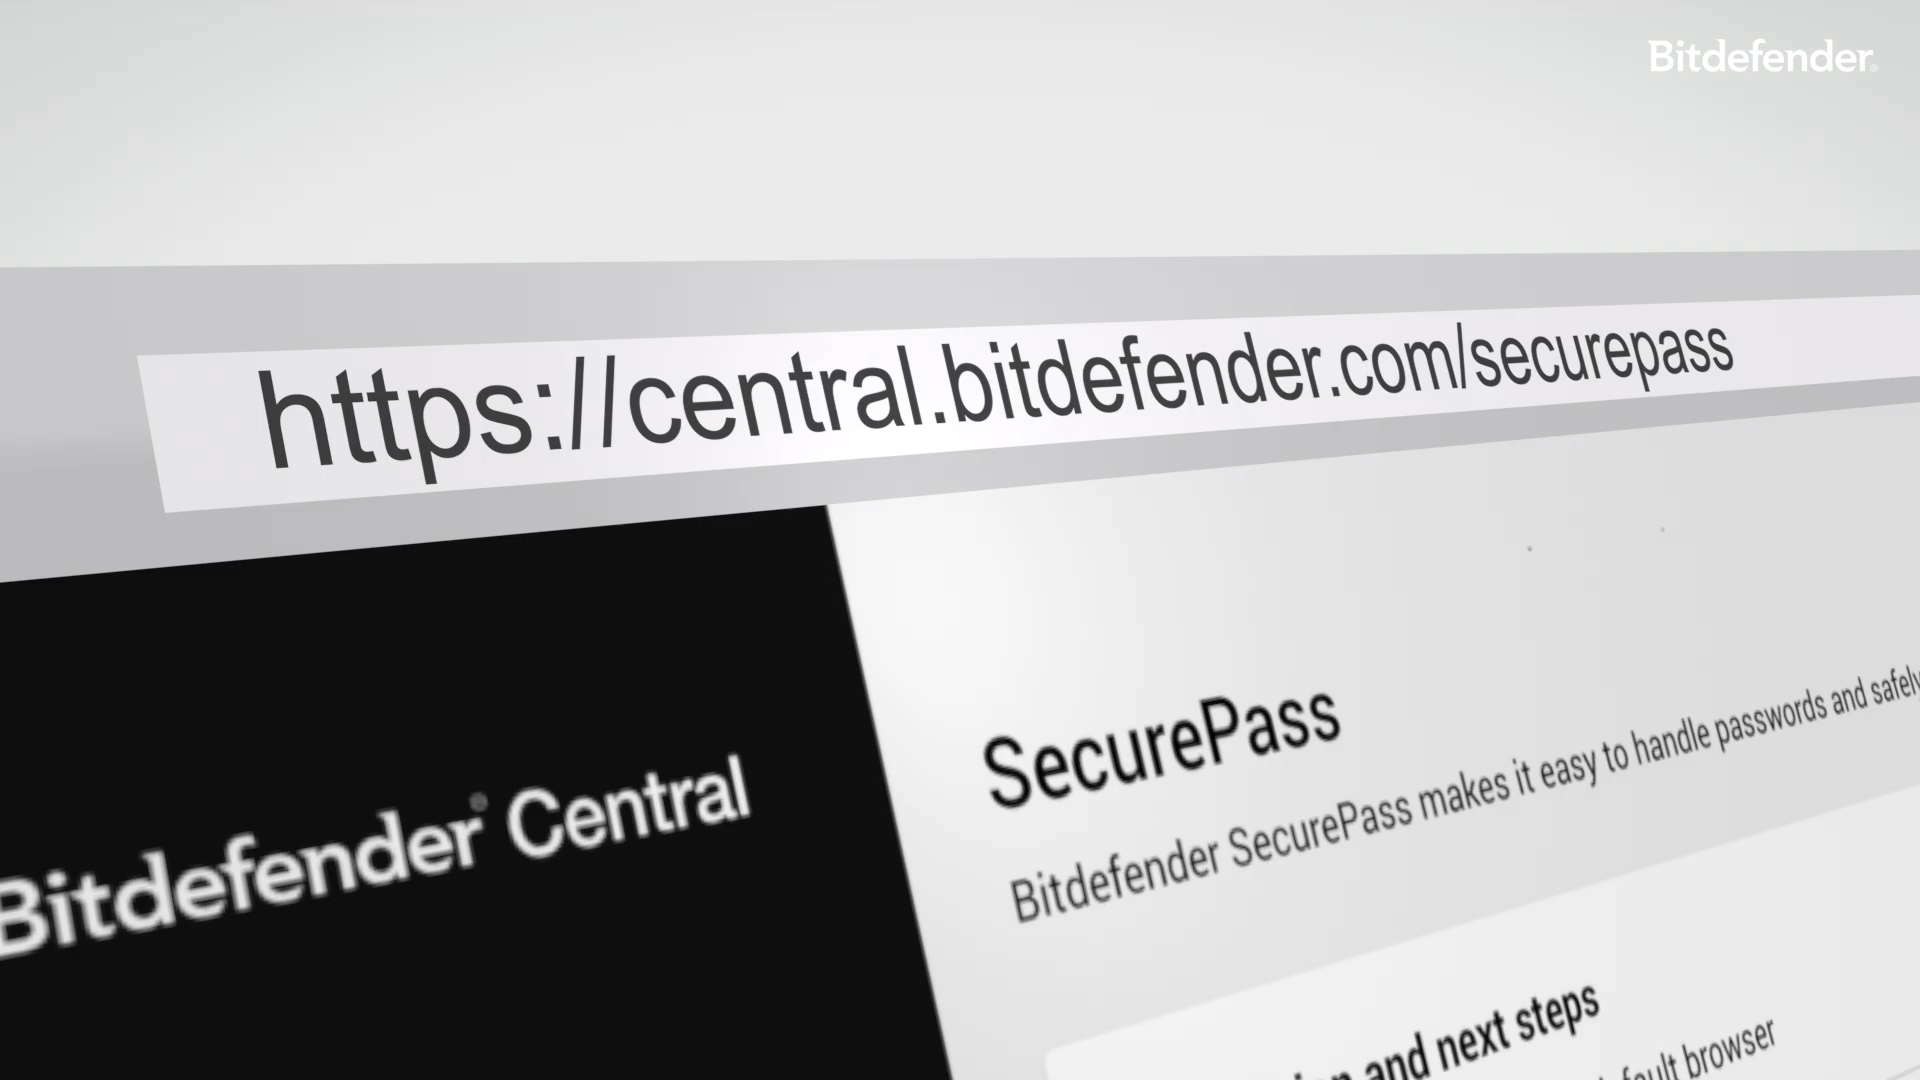 Bitdefender
https://central.bitdefender.com/securepass
Bitdefender® Central
SecurePass
Bitdefender SecurePass makes it easy to handle passwords and safely
and next steps
browser